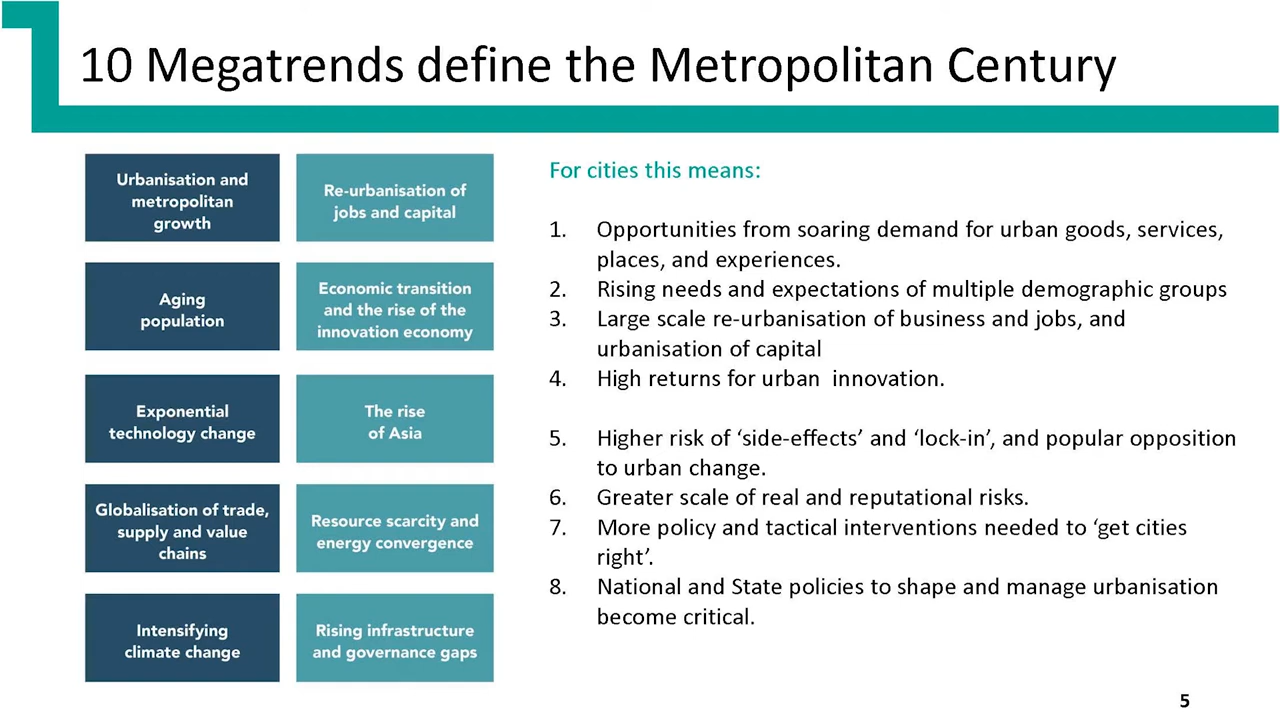 10 Megatrends define the Metropolitan Century
Urbanisation and
metropolitan
growth
Re-urbanisation of
jobs and capital
Aging
population
Economic transition
and the rise of the
innovation economy
Exponential
technology change
The rise
of Asia
Globalisation of trade,
supply and value
chains
Resource scarcity and
energy convergence
Intensifying
climate change
Rising infrastructure
and governance gaps
For cities this means:
1. Opportunities from soaring demand for urban goods, services,
places, and experiences.
2. Rising needs and expectations of multiple demographic groups
3. Large scale re-urbanisation of business and jobs, and
urbanisation of capital
4. High returns for urban  innovation.
5. Higher risk of ‘side-effects’ and ‘lock-in’, and popular opposition
to urban change.
6. Greater scale of real and reputational risks.
7. More policy and tactical interventions needed to ‘get cities
right’.
8. National and State policies to shape and manage urbanisation
become critical.
5